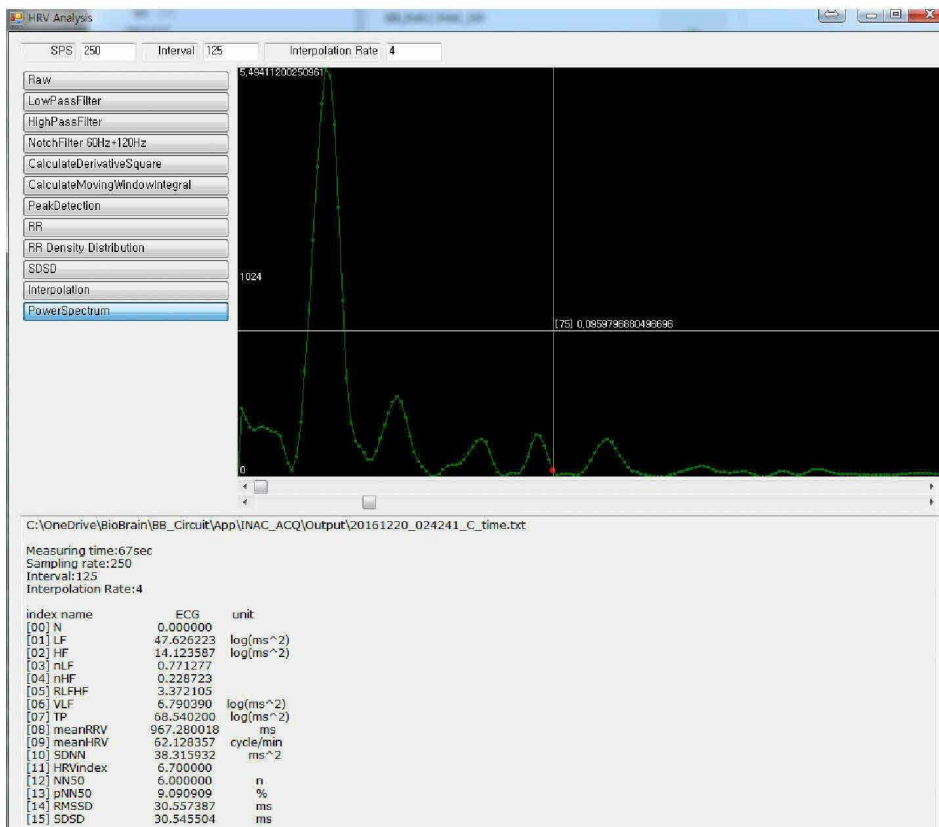 HRV Analysis
SPS 250 Interval 125 Interpolation Rate 4
Raw
LowPassFilter
HighPassFilter
NotchFilter 60Hz+120Hz
CalculateDerivativeSquare
CalculateMovingWindowIntegral
PeakDetection
RR
RR Density Distribution
SDSD
Interpolation
PowerSpectrum
5,49411200250961
1024
[75] 0,0959796880496696
0
C:\OneDrive\BioBrain\BB_Circuit\App\INAC_ACQ\Output\20161220_024241_C_time.txt
Measuring time:67sec
Sampling rate:250
Interval:125
Interpolation Rate:4
index name ECG unit
[00] N 0.000000
[01] LF 47.626223 log(ms^2)
[02] HF 14.123587 log(ms^2)
[03] nLF 0.771277
[04] nHF 0.228723
[05] RLFHF 3.372105
[06] VLF 6.790390 log(ms^2)
[07] TP 68.540200 log(ms^2)
[08] meanRRV 967.280018 ms
[09] meanHRV 62.128357 cycle/min
[10] SDNN 38.315932 ms^2
[11] HRVindex 6.700000
[12] NN50 6.000000 n
[13] pNN50 9.090909 %
[14] RMSSD 30.557387 ms
[15] SDSD 30.545504 ms